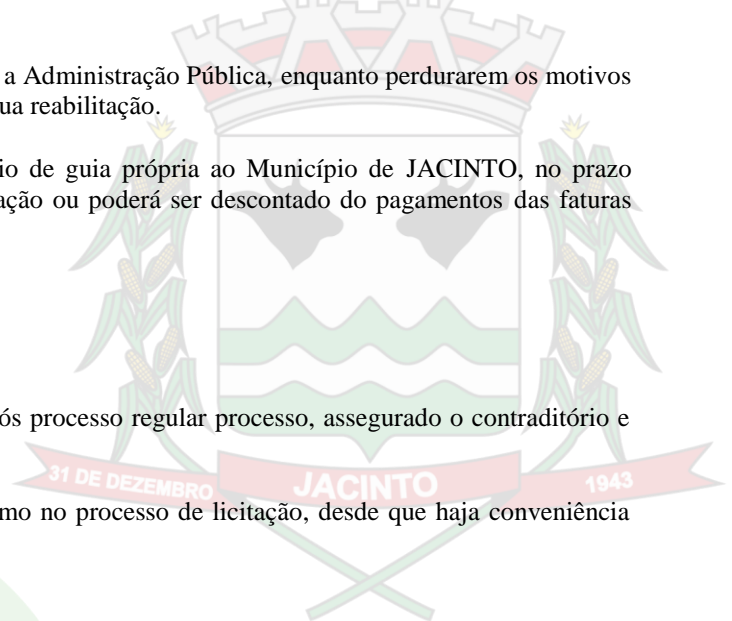 a Administração Pública, enquanto perdurarem os motivos
ua reabilitação.
io de guia própria ao Município de JACINTO, no prazo
ação ou poderá ser descontado do pagamentos das faturas
ós processo regular processo, assegurado o contraditório e
31 DE DEZEMBRO JACINTO 1943
mo no processo de licitação, desde que haja conveniência